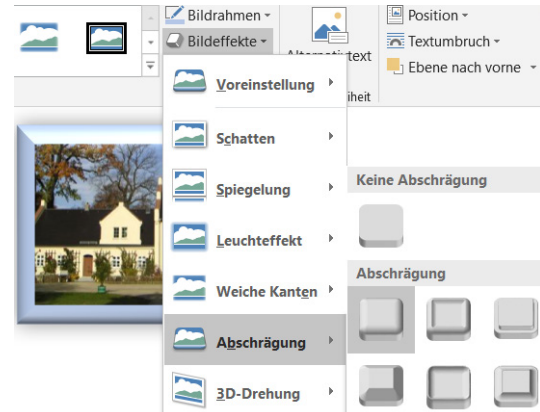 Bildrahmen
Bildeffekte
Position
Textumbruch
Ebene nach vorne
Voreinstellung
Schatten
Spiegelung
Leuchteffekt
Weiche Kanten
Abschrägung
3D-Drehung
Keine Abschrägung
Abschrägung